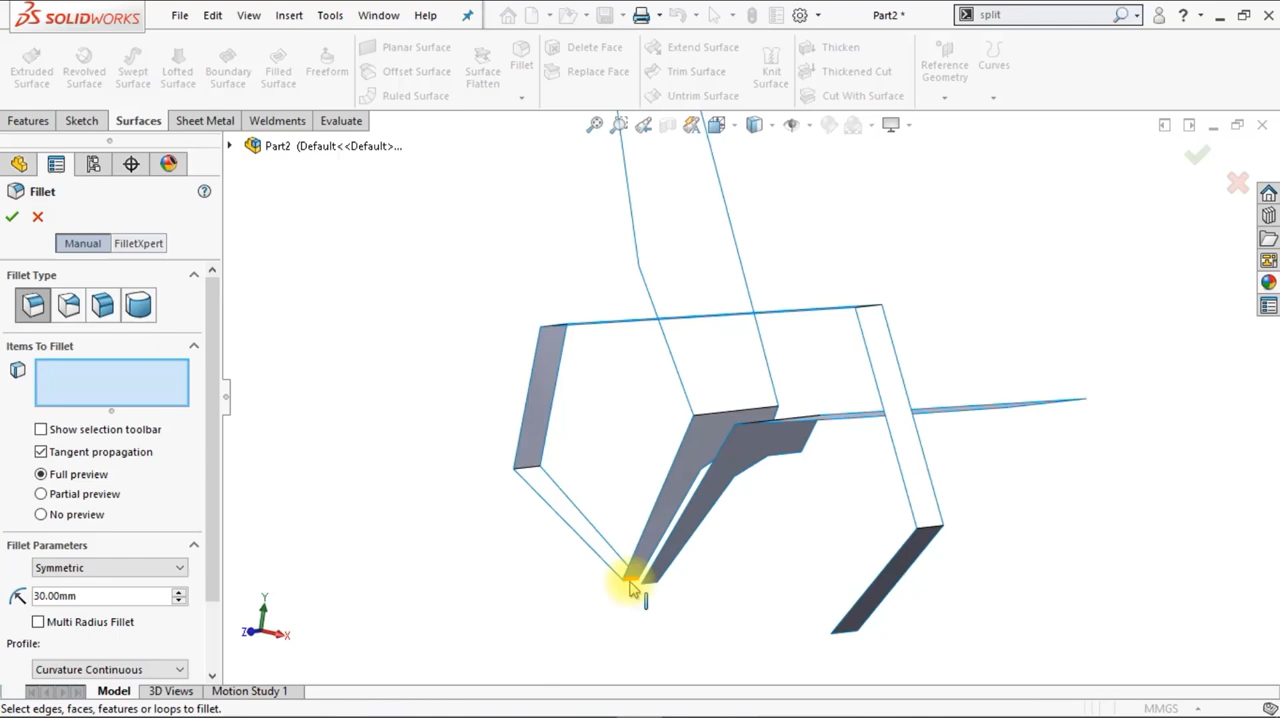 SOLIDWORKS File Edit View Insert Tools Window Help Part2 * split
Extruded Surface Revolved Surface Swept Surface Lofted Surface Boundary Surface Filled Surface Freeform
Planar Surface
Offset Surface
Ruled Surface
Surface Flatten
Fillet
Delete Face
Replace Face
Extend Surface
Trim Surface
Untrim Surface
Knit Surface
Thicken
Thickened Cut
Cut With Surface
Reference Geometry
Curves
Features Sketch Surfaces Sheet Metal Weldments Evaluate
Part2 (Default<<Default>...
Fillet
Manual FilletXpert
Fillet Type
Items To Fillet
Show selection toolbar
Tangent propagation
Full preview
Partial preview
No preview
Fillet Parameters
Symmetric
30.00mm
Multi Radius Fillet
Profile:
Curvature Continuous
Y
Z X
Model 3D Views Motion Study 1
Select edges, faces, features or loops to fillet. MMGS